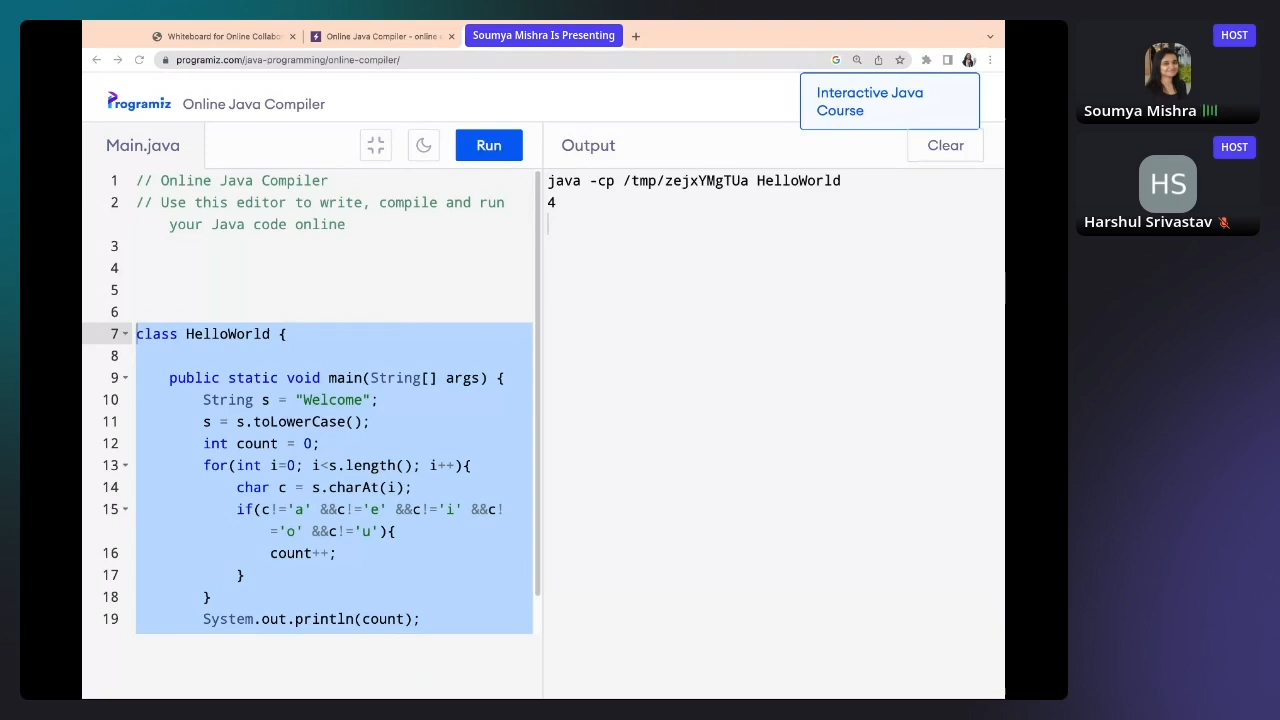 Whiteboard for Online Collabo
Online Java Compiler - online
Soumya Mishra Is Presenting
programiz.com/java-programming/online-compiler/
Programiz Online Java Compiler
Interactive Java
Course
Main.java
Run
Output
Clear
1 // Online Java Compiler
2 // Use this editor to write, compile and run
your Java code online
3
4
5
6
7 class HelloWorld {
8
9 public static void main(String[] args) {
10 String s = "Welcome";
11 s = s.toLowerCase();
12 int count = 0;
13 for(int i=0; i<s.length(); i++){
14 char c = s.charAt(i);
15 if(c!='a' &&c!='e' &&c!='i' &&c!
='o' &&c!='u'){
16 count++;
17 }
18 }
19 System.out.println(count);
java -cp /tmp/zejxYMgTUa HelloWorld
4
HOST
Soumya Mishra
HOST
HS
Harshul Srivastav